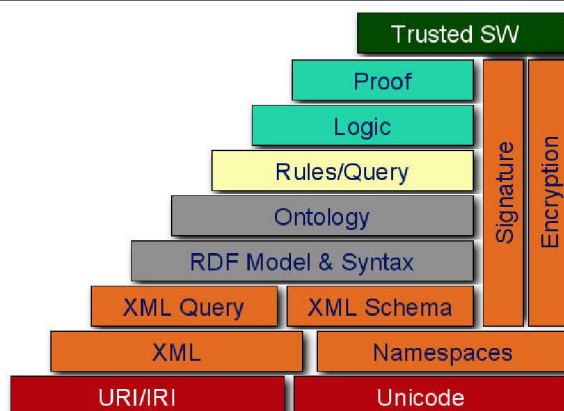 Trusted SW
Proof
Logic
Rules/Query
Ontology
RDF Model & Syntax
XML Query XML Schema
XML Namespaces
URI/IRI Unicode
Signature
Encryption